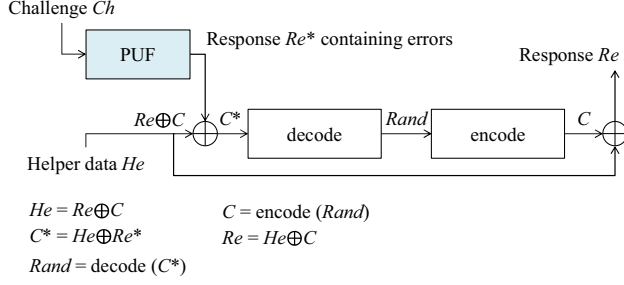 Challenge Ch
PUF
Response Re* containing errors
Response Re
Re⊕C
C*
decode
Rand
encode
C
Helper data He
He = Re⊕C
C = encode (Rand)
C* = He⊕Re*
Re = He⊕C
Rand = decode (C*)